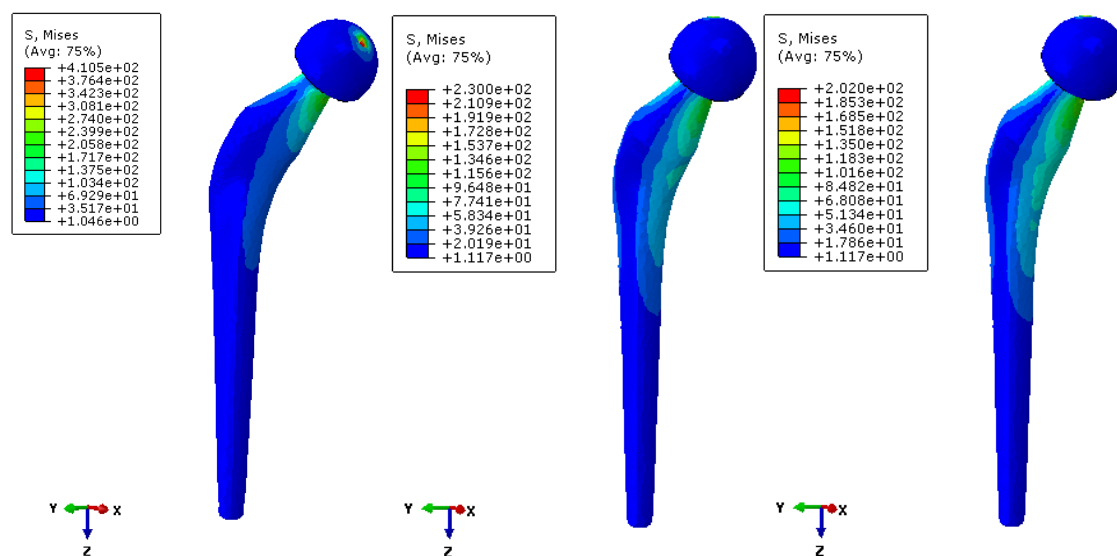 S, Mises
(Avg: 75%)
+4.105e+02
+3.764e+02
+3.423e+02
+3.081e+02
+2.740e+02
+2.399e+02
+2.058e+02
+1.717e+02
+1.375e+02
+1.034e+02
+6.929e+01
+3.517e+01
+1.046e+00
Y
X
Z
S, Mises
(Avg: 75%)
+2.300e+02
+2.109e+02
+1.919e+02
+1.728e+02
+1.537e+02
+1.346e+02
+1.156e+02
+9.648e+01
+7.741e+01
+5.834e+01
+3.926e+01
+2.019e+01
+1.117e+00
Y
X
Z
S, Mises
(Avg: 75%)
+2.020e+02
+1.853e+02
+1.685e+02
+1.518e+02
+1.350e+02
+1.183e+02
+1.016e+02
+8.482e+01
+6.808e+01
+5.134e+01
+3.460e+01
+1.786e+01
+1.117e+00
Y
X
Z